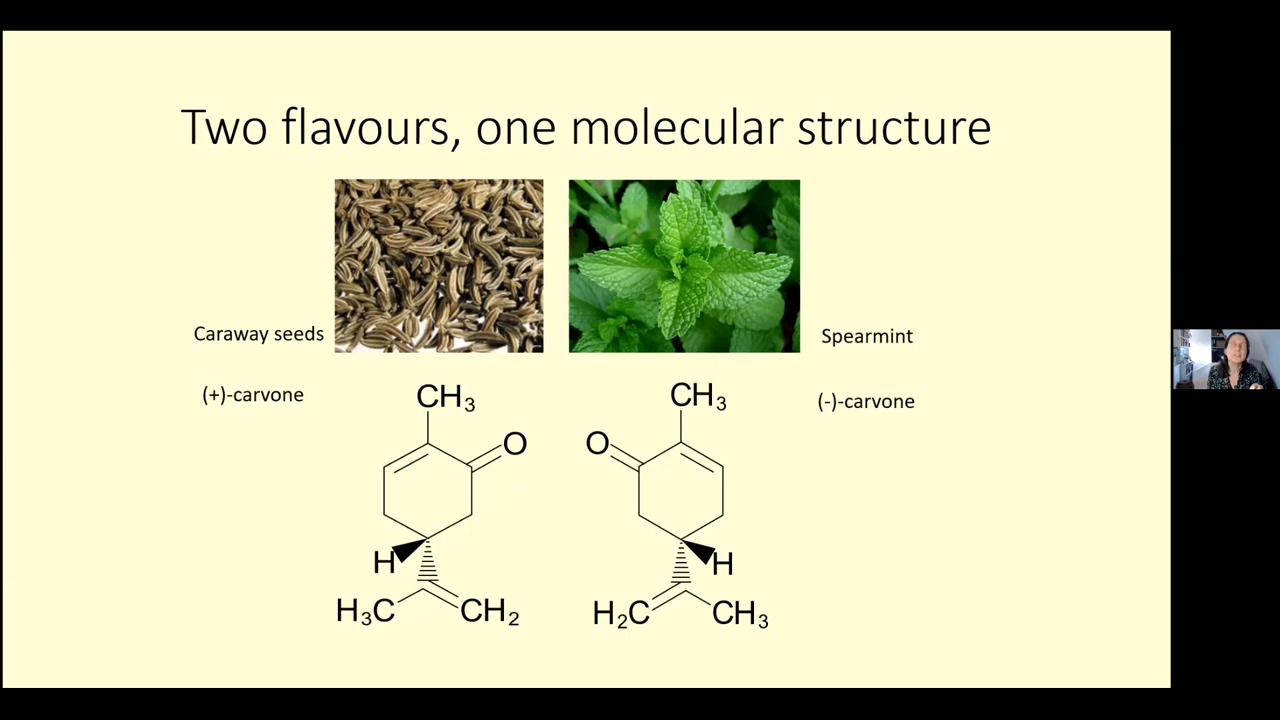 Two flavours, one molecular structure
Caraway seeds
Spearmint
(+)-carvone
(-)-carvone
CH3
O
H
H3C
CH2
CH3
O
H
H2C
CH3